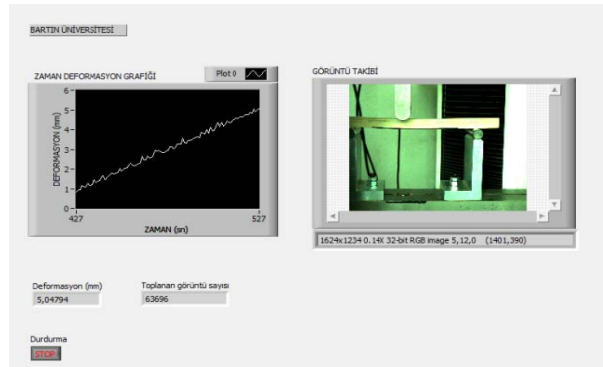 BARTIN ÜNİVERSİTESİ
ZAMAN DEFORMASYON GRAFİĞİ
Plot 0
DEFORMASYON (mm)
6
5
4
3
2
1
0
427
527
ZAMAN (sn)
GÖRÜNTÜ TAKİBİ
1624x1234 0.14X 32-bit RGB image 5,12,0 (1401,390)
Deformasyon (mm)
Toplanan görüntü sayısı
5,04794
63696
Durdurma
STOP